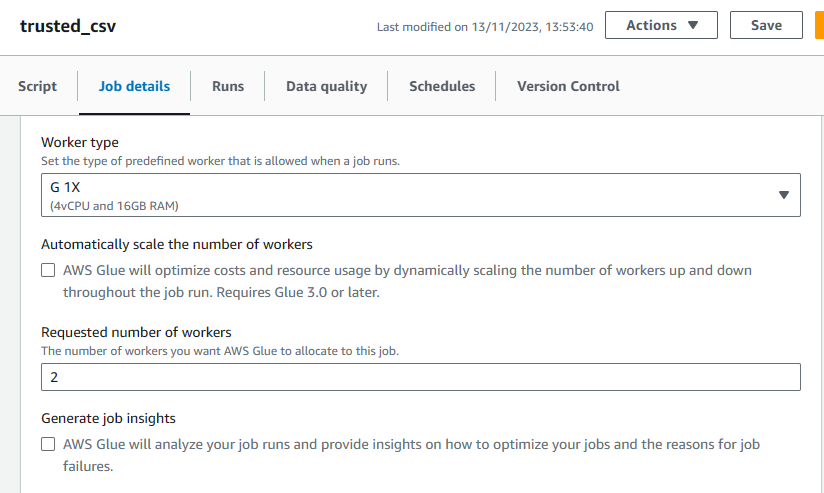 trusted_csv
Last modified on 13/11/2023, 13:53:40
Actions
Save
Script
Job details
Runs
Data quality
Schedules
Version Control
Worker type
Set the type of predefined worker that is allowed when a job runs.
G 1X
(4vCPU and 16GB RAM)
Automatically scale the number of workers
AWS Glue will optimize costs and resource usage by dynamically scaling the number of workers up and down
throughout the job run. Requires Glue 3.0 or later.
Requested number of workers
The number of workers you want AWS Glue to allocate to this job.
2
Generate job insights
AWS Glue will analyze your job runs and provide insights on how to optimize your jobs and the reasons for job
failures.